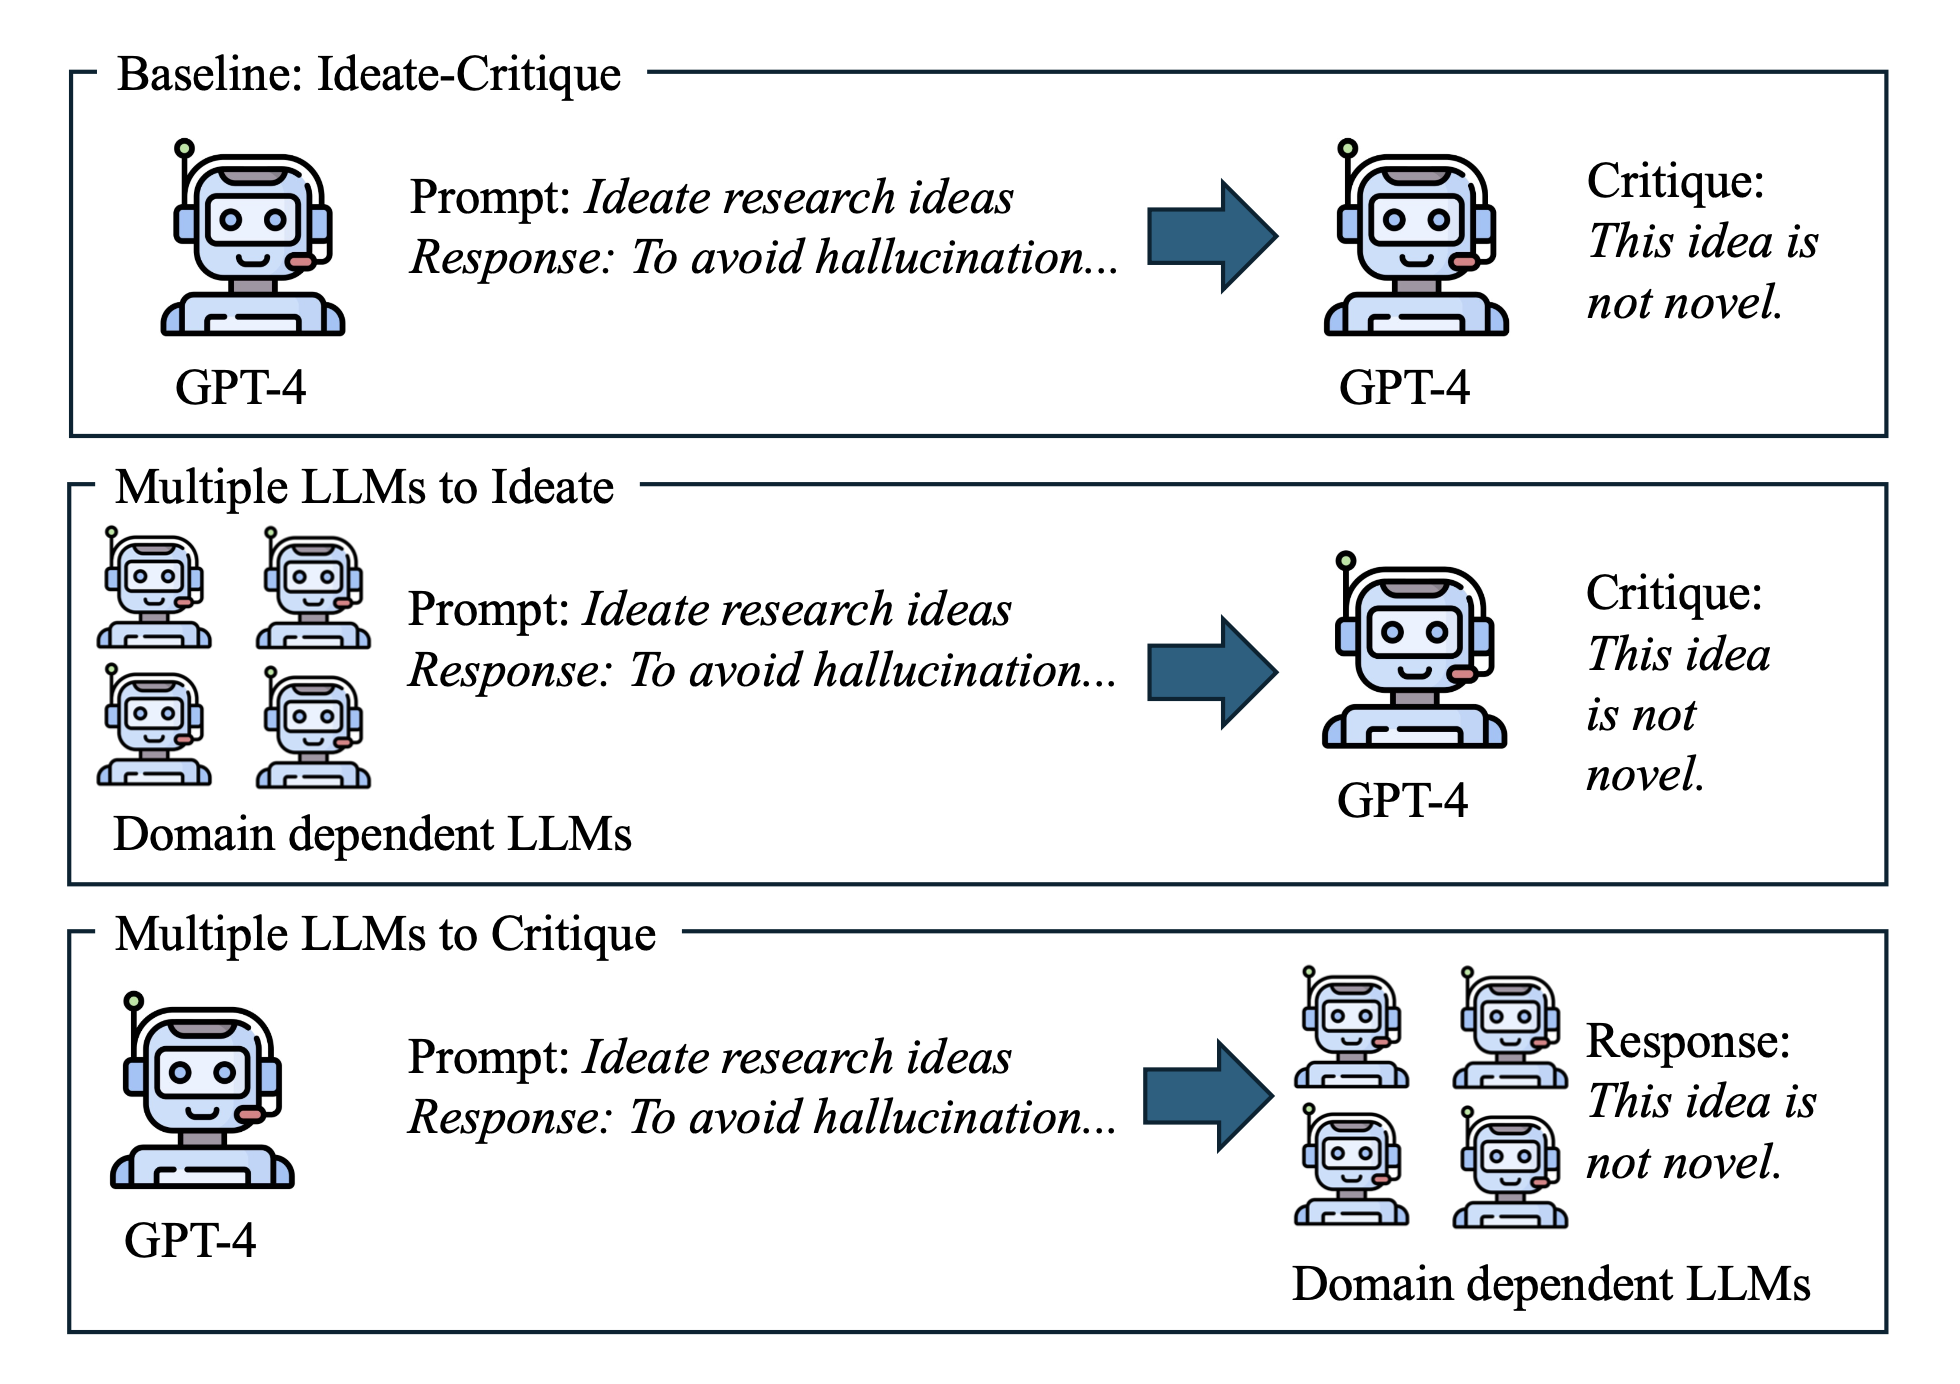 Baseline: Ideate-Critique
Prompt: Ideate research ideas
Response: To avoid hallucination...
Critique:
This idea is
not novel.
GPT-4
GPT-4
Multiple LLMs to Ideate
Prompt: Ideate research ideas
Response: To avoid hallucination...
Critique:
This idea
is not
novel.
GPT-4
Domain dependent LLMs
Multiple LLMs to Critique
Prompt: Ideate research ideas
Response: To avoid hallucination...
Response:
This idea is
not novel.
GPT-4
Domain dependent LLMs